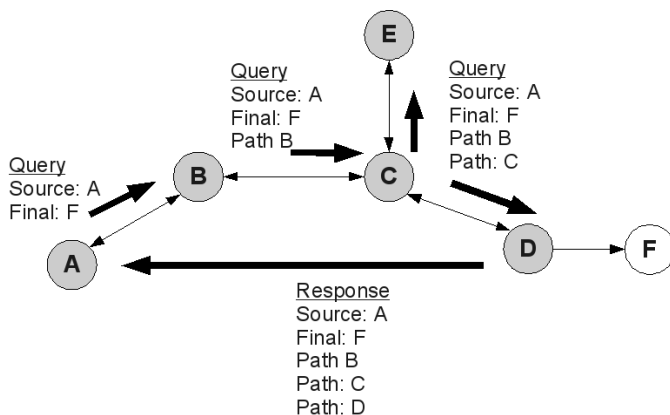 E
Query
Source: A
Final: F
Path B
Query
Source: A
Final: F
Path B
Path: C
Query
Source: A
Final: F
B
C
A
D
F
Response
Source: A
Final: F
Path B
Path: C
Path: D